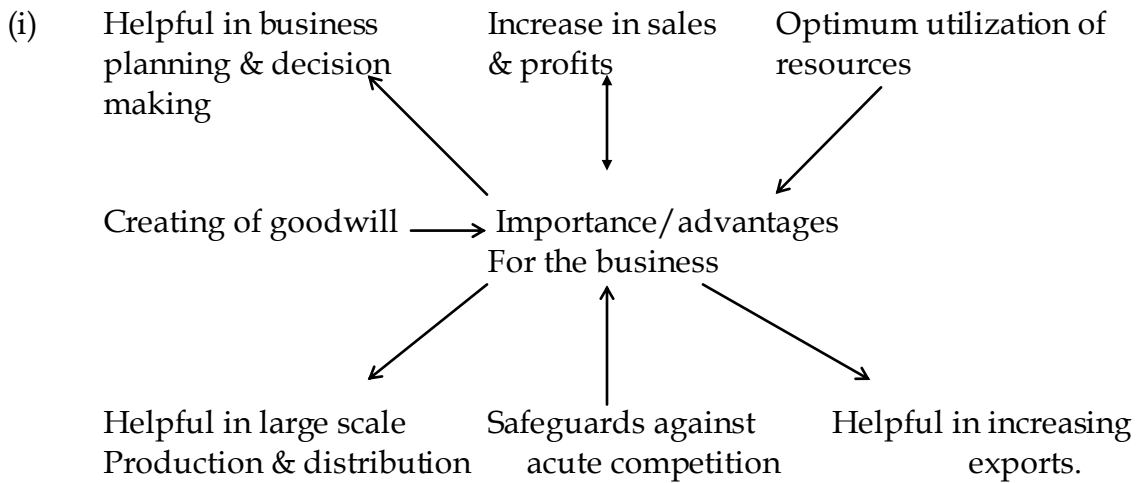 (i) Helpful in business planning & decision making
Increase in sales & profits
Optimum utilization of resources
Creating of goodwill
Importance/advantages
For the business
Helpful in large scale
Production & distribution
Safeguards against
acute competition
Helpful in increasing
exports.